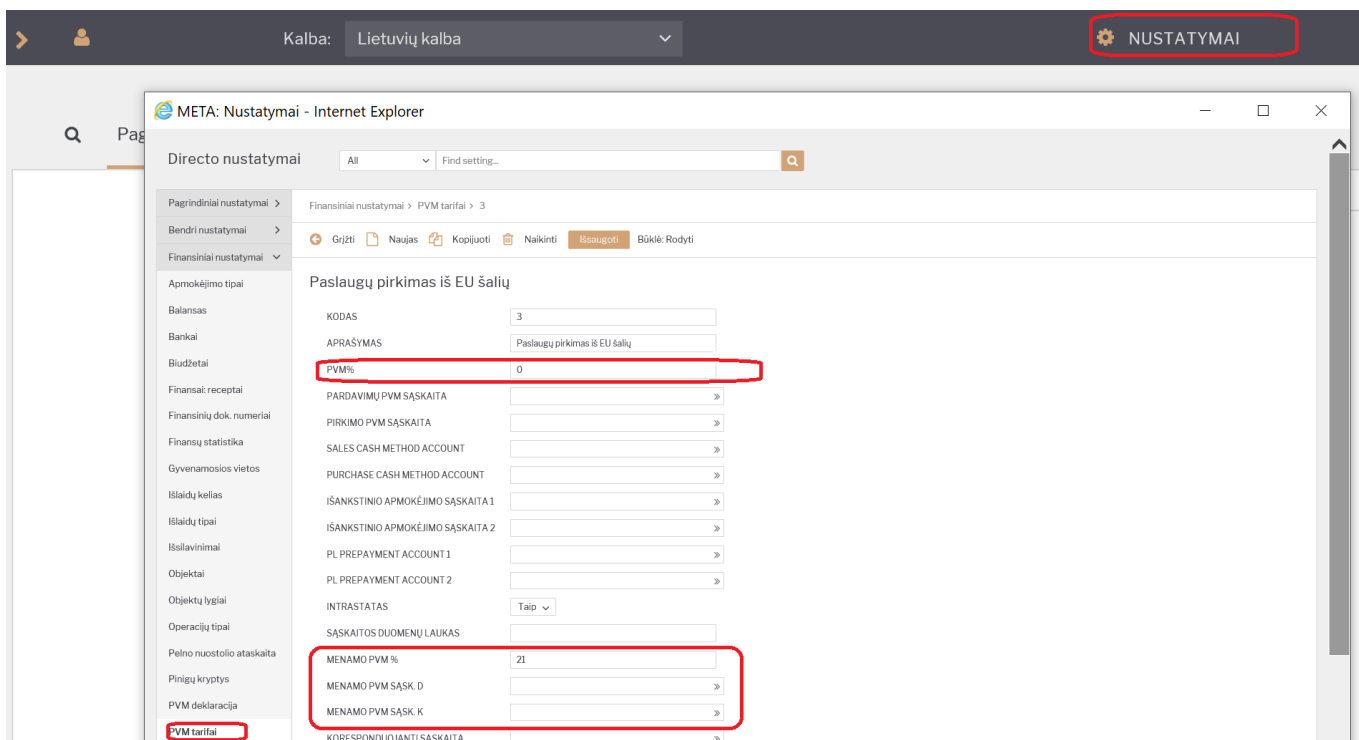 Kalba: Lietuvių kalba NUSTATYMAI
META: Nustatymai - Internet Explorer
Directo nustatymai All Find setting...
Pagrindiniai nustatymai
Bendri nustatymai
Finansiniai nustatymai
Apmokėjimo tipai
Balansas
Bankai
Biudžetai
Finansai: receptai
Finansinių dok. numeriai
Finansų statistika
Gyvenamosios vietos
Išlaidų kelias
Išlaidų tipai
Išsilavinimai
Objektai
Objektų lygiai
Operacijų tipai
Pelno nuostolio ataskaita
Pinigų kryptys
PVM deklaracija
PVM tarifai
Finansiniai nustatymai > PVM tarifai > 3
Grįžti Naujas Kopijuoti Naikinti Išsaugoti Būklė: Rodyti
Paslaugų pirkimas iš EU šalių
KODAS 3
APRAŠYMAS Paslaugų pirkimas iš EU šalių
PVM% 0
PARDAVIMŲ PVM SĄSKAITA
PIRKIMO PVM SĄSKAITA
SALES CASH METHOD ACCOUNT
PURCHASE CASH METHOD ACCOUNT
IŠANKSTINIO APMOKĖJIMO SĄSKAITA 1
IŠANKSTINIO APMOKĖJIMO SĄSKAITA 2
PL PREPAYMENT ACCOUNT 1
PL PREPAYMENT ACCOUNT 2
INTRASTATAS Taip
SĄSKAITOS DUOMENŲ LAUKAS
MENAMO PVM % 21
MENAMO PVM SĄSK. D
MENAMO PVM SĄSK. K
KORESPONDUOJANTI SĄSKAITA